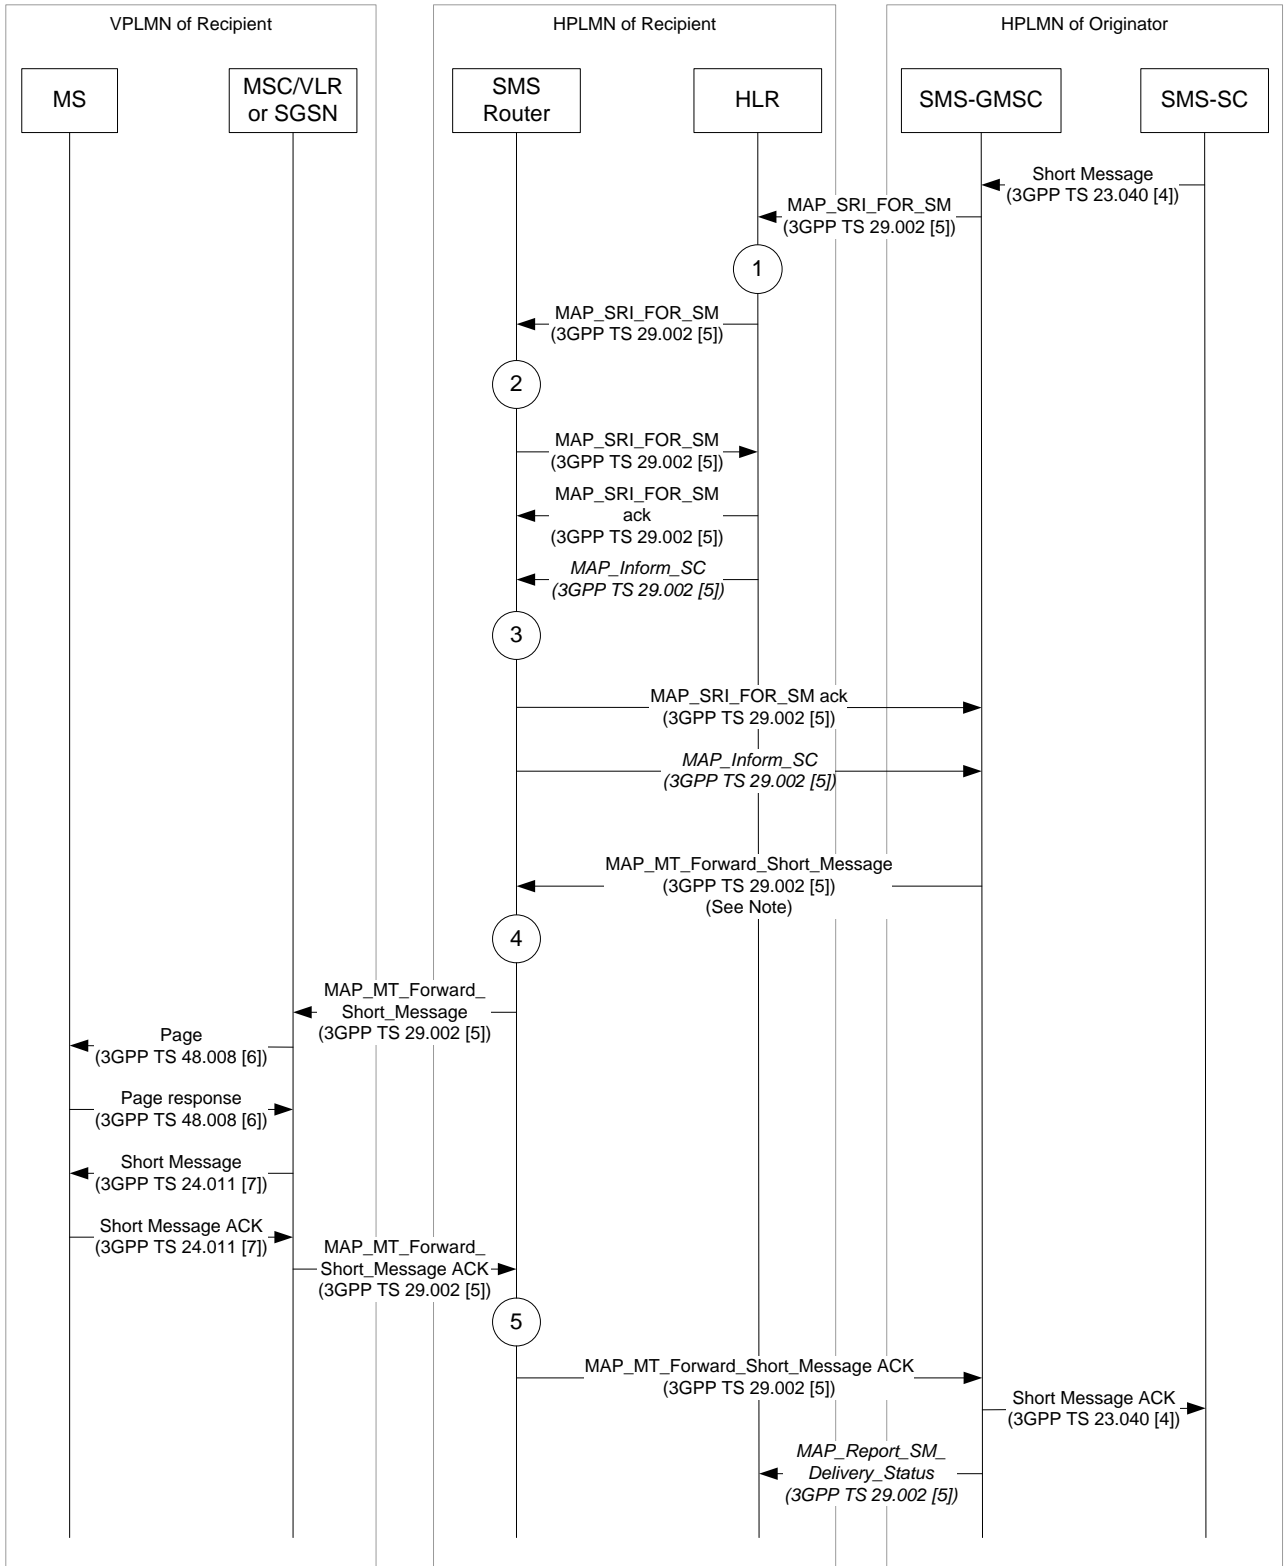 VPLMN of Recipient
HPLMN of Recipient
HPLMN of Originator
MS
MSC/VLR
or SGSN
SMS
Router
HLR
SMS-GMSC
SMS-SC
Short Message
(3GPP TS 23.040 [4])
MAP_SRI_FOR_SM
(3GPP TS 29.002 [5])
1
MAP_SRI_FOR_SM
(3GPP TS 29.002 [5])
2
MAP_SRI_FOR_SM
(3GPP TS 29.002 [5])
MAP_SRI_FOR_SM
ack
(3GPP TS 29.002 [5])
MAP_Inform_SC
(3GPP TS 29.002 [5])
3
MAP_SRI_FOR_SM ack
(3GPP TS 29.002 [5])
MAP_Inform_SC
(3GPP TS 29.002 [5])
MAP_MT_Forward_Short_Message
(3GPP TS 29.002 [5])
(See Note)
4
MAP_MT_Forward_
Short_Message
(3GPP TS 29.002 [5])
Page
(3GPP TS 48.008 [6])
Page response
(3GPP TS 48.008 [6])
Short Message
(3GPP TS 24.011 [7])
Short Message ACK
(3GPP TS 24.011 [7])
MAP_MT_Forward_
Short_Message ACK
(3GPP TS 29.002 [5])
5
MAP_MT_Forward_Short_Message ACK
(3GPP TS 29.002 [5])
Short Message ACK
(3GPP TS 23.040 [4])
MAP_Report_SM_
Delivery_Status
(3GPP TS 29.002 [5])